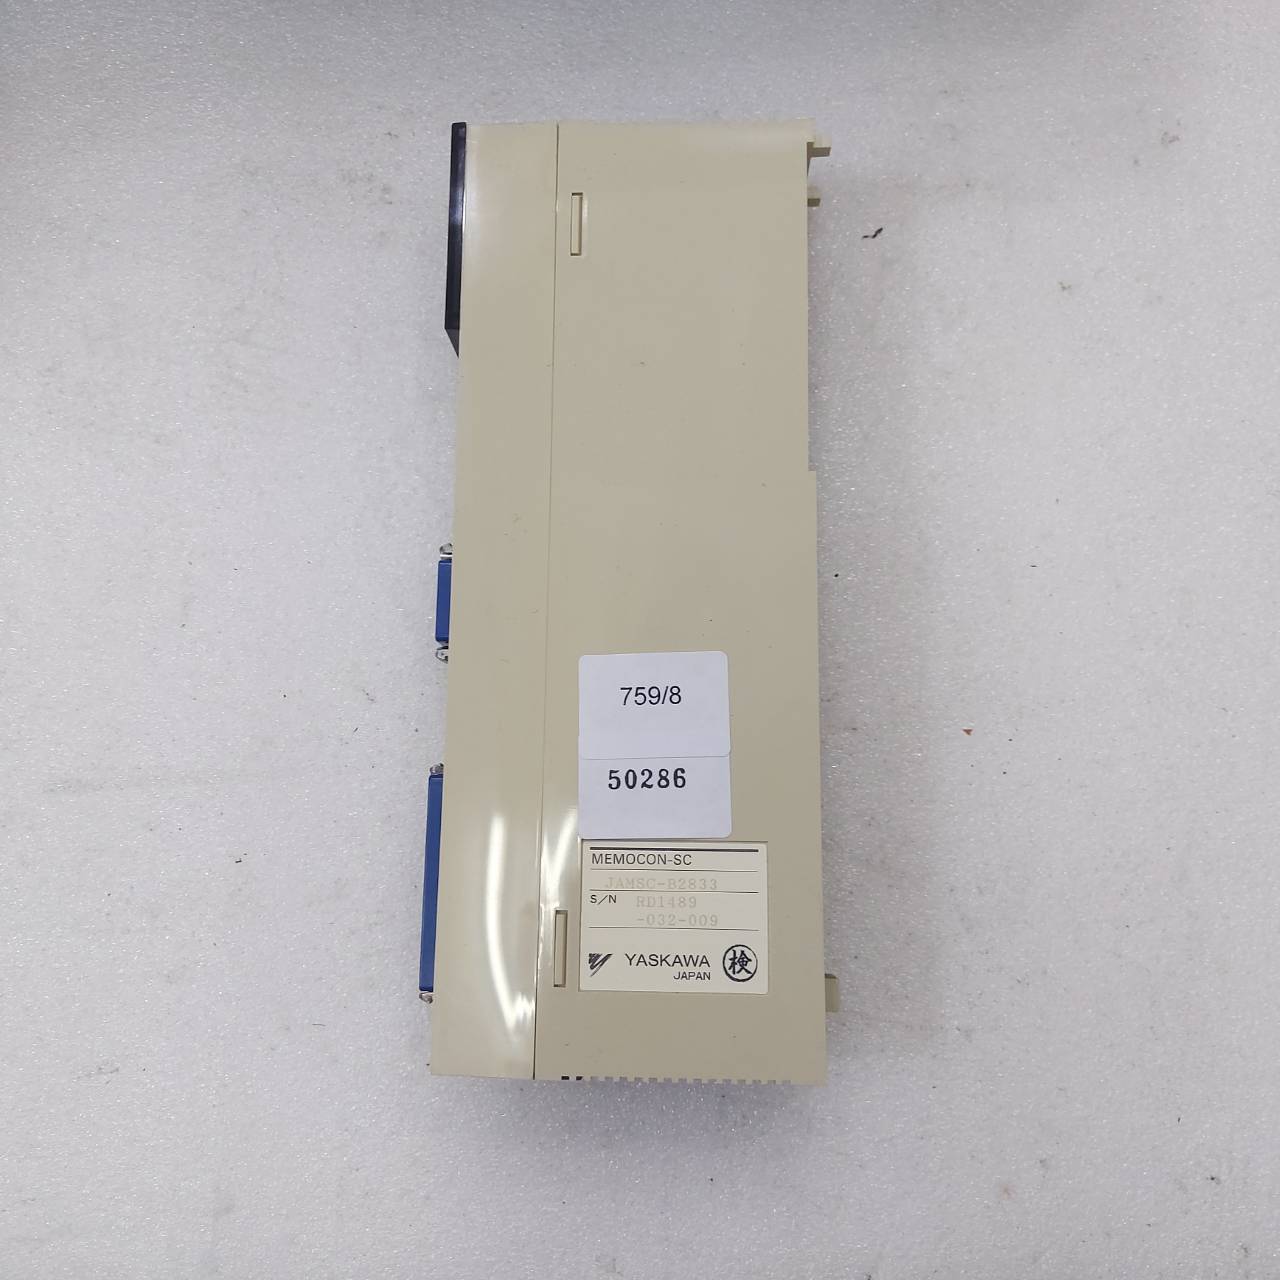 759/8
50286
MEMOCON-SC
JAMSC-B2833
S/N RD1489
-032-009
YASKAWA
JAPAN
検